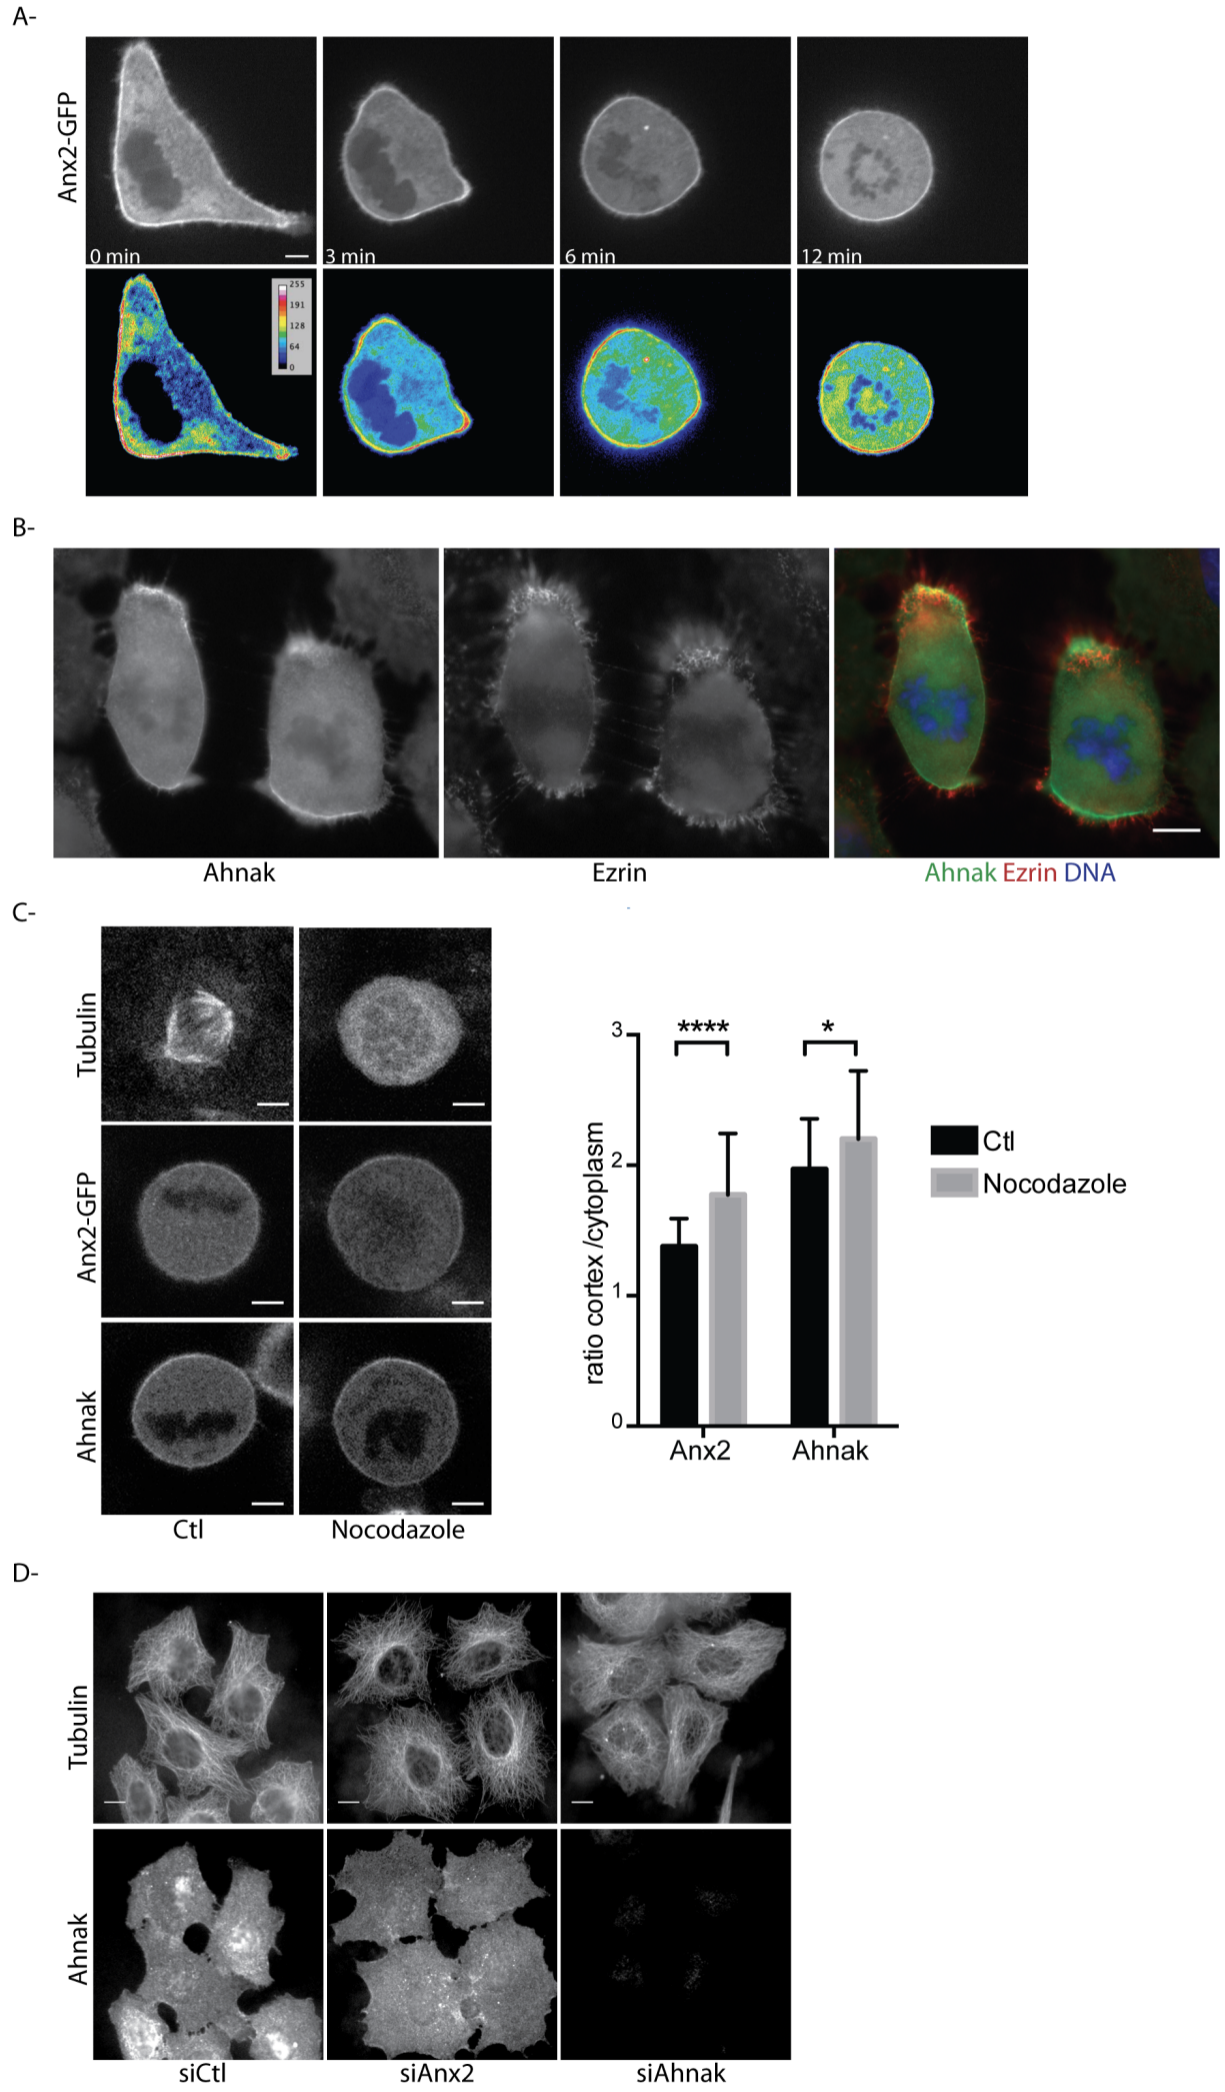 A-
Anx2-GFP
0 min
3 min
6 min
12 min
255
191
128
64
0
B-
Ahnak
Ezrin
Ahnak Ezrin DNA
C-
Tubulin
Anx2-GFP
Ahnak
Ctl
Nocodazole
ratio cortex /cytoplasm
3
2
1
0
****
*
Anx2
Ahnak
Ctl
Nocodazole
D-
Tubulin
Ahnak
siCtl
siAnx2
siAhnak